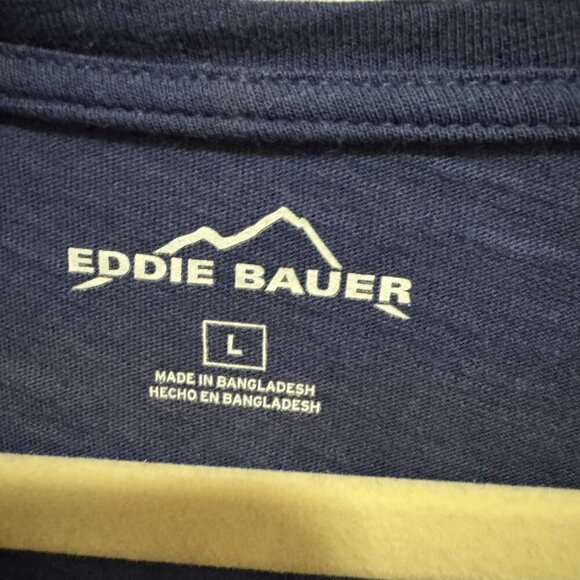 EDDIE BAUER
L
MADE IN BANGLADESH
HECHO EN BANGLADESH